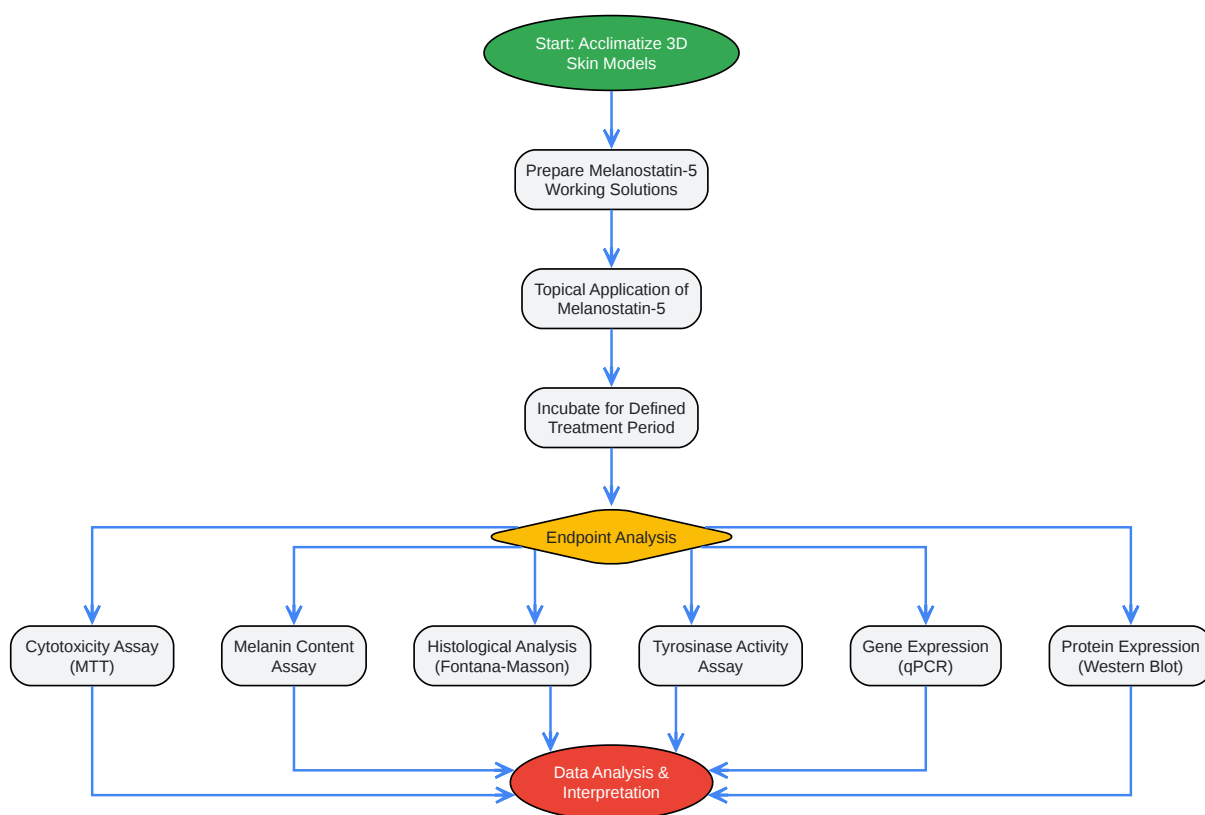 Start: Acclimatize 3D
Skin Models
Prepare Melanostatin-5
Working Solutions
Topical Application of
Melanostatin-5
Incubate for Defined
Treatment Period
Endpoint Analysis
Cytotoxicity Assay
(MTT)
Melanin Content
Assay
Histological Analysis
(Fontana-Masson)
Tyrosinase Activity
Assay
Gene Expression
(qPCR)
Protein Expression
(Western Blot)
Data Analysis &
Interpretation